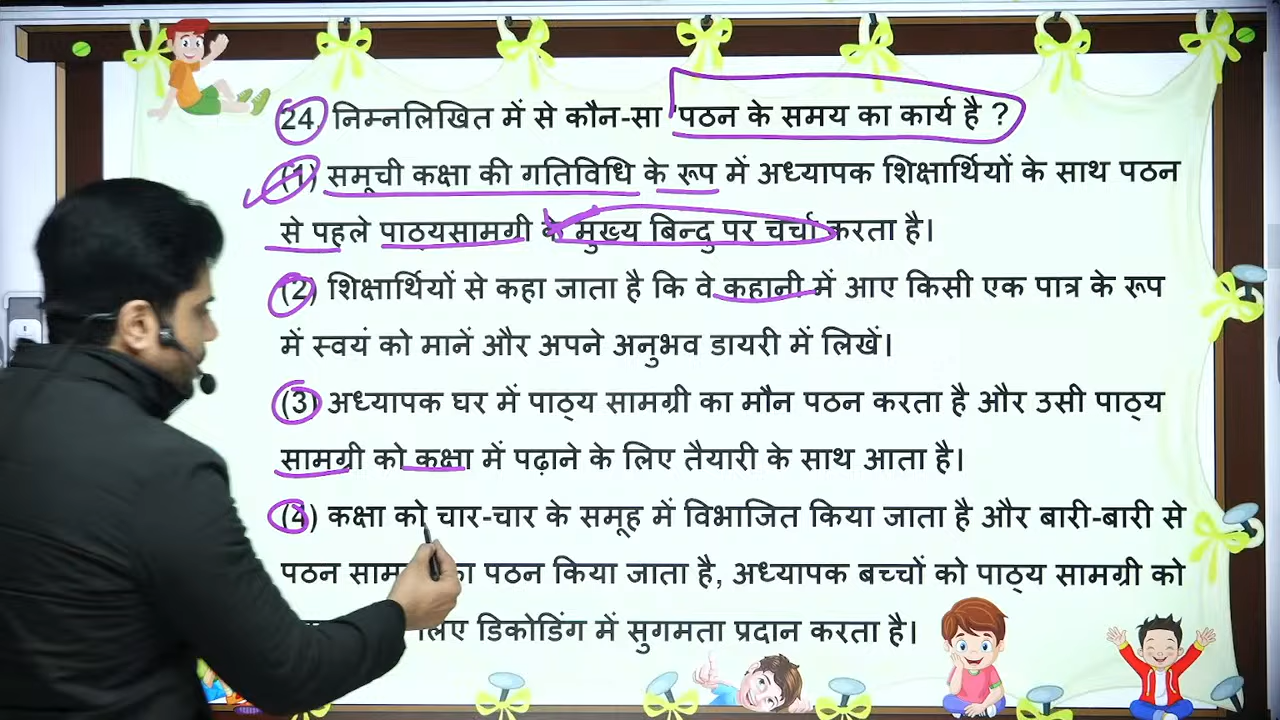 24. निम्नलिखित में से कौन-सा 'पठन के समय का कार्य है ?
(1) समूची कक्षा की गतिविधि के रूप में अध्यापक शिक्षार्थियों के साथ पठन
से पहले पाठ्यसामगी के मुख्य बिन्दु पर चर्चा करता है।
(2) शिक्षार्थियों से कहा जाता है कि वे कहानी में आए किसी एक पात्र के रूप
में स्वयं को मानें और अपने अनुभव डायरी में लिखें।
(3) अध्यापक घर में पाठ्य सामग्री का मौन पठन करता है और उसी पाठ्य
सामग्री को कक्षा में पढ़ाने के लिए तैयारी के साथ आता है।
(4) कक्षा को चार-चार के समूह में विभाजित किया जाता है और बारी-बारी से
पठन का पठन किया जाता है, अध्यापक बच्चों को पाठ्य सामग्री को
लिए डिकोडिंग में सुगमता प्रदान करता है।